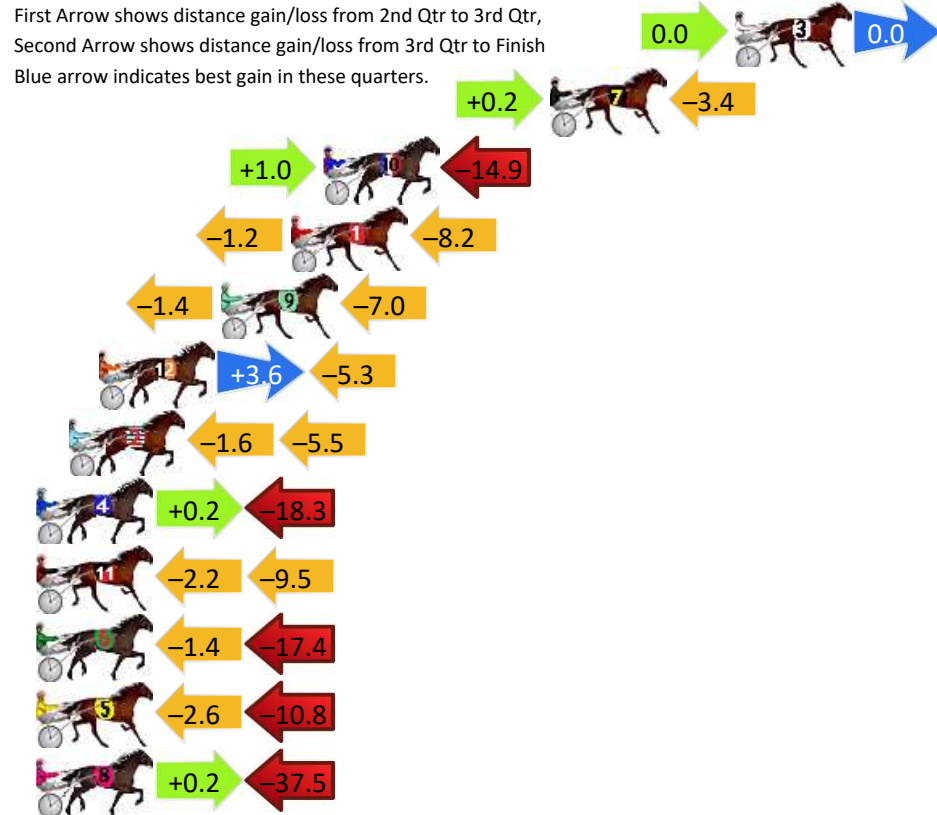 First Arrow shows distance gain/loss from 2nd Qtr to 3rd Qtr,
Second Arrow shows distance gain/loss from 3rd Qtr to Finish
Blue arrow indicates best gain in these quarters.
0.0 3 0.0
+0.2 7 –3.4
+1.0 10 –14.9
–1.2 1 –8.2
–1.4 9 –7.0
12 +3.6 –5.3
–1.6 –5.5
4 +0.2 –18.3
11 –2.2 –9.5
6 –1.4 –17.4
5 –2.6 –10.8
8 +0.2 –37.5